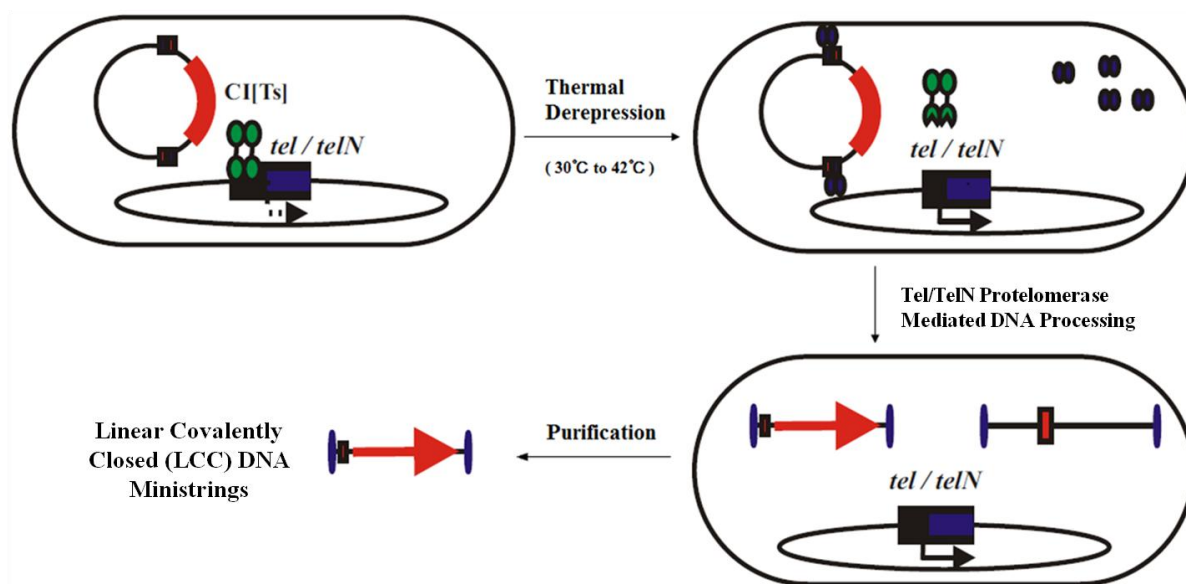 CI[Ts]
tel / telN
Thermal
Derepression
( 30°C to 42°C )
tel / telN
Tel/TelN Protelomerase
Mediated DNA Processing
tel / telN
Purification
Linear Covalently
Closed (LCC) DNA
Ministrings